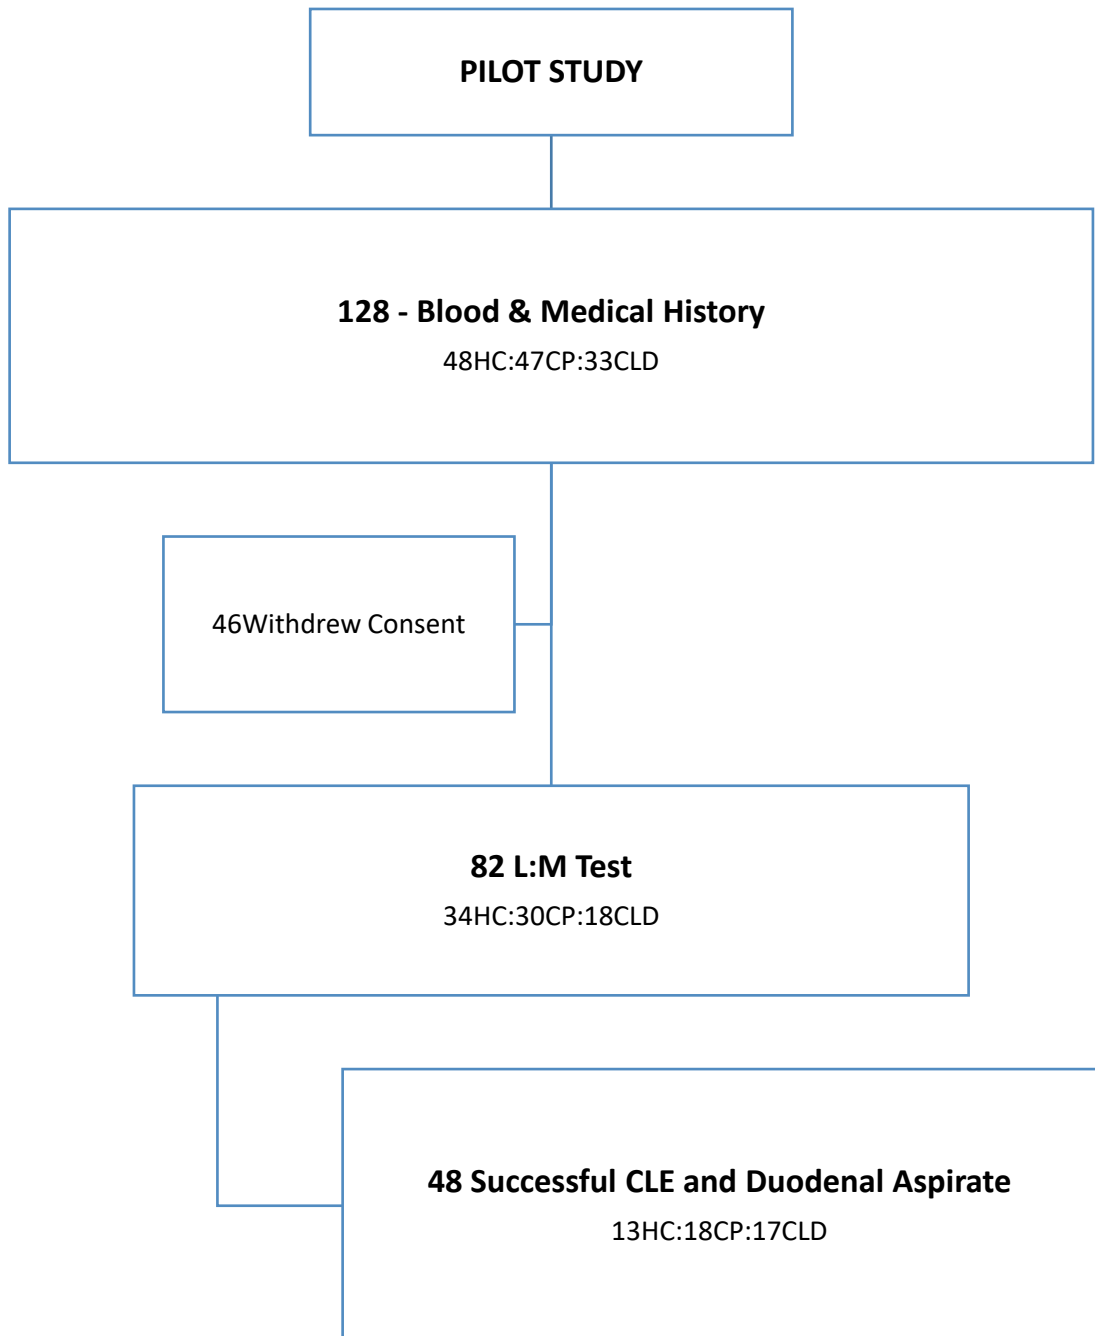 PILOT STUDY
128 - Blood & Medical History
48HC:47CP:33CLD
46Withdrew Consent
82 L:M Test
34HC:30CP:18CLD
48 Successful CLE and Duodenal Aspirate
13HC:18CP:17CLD